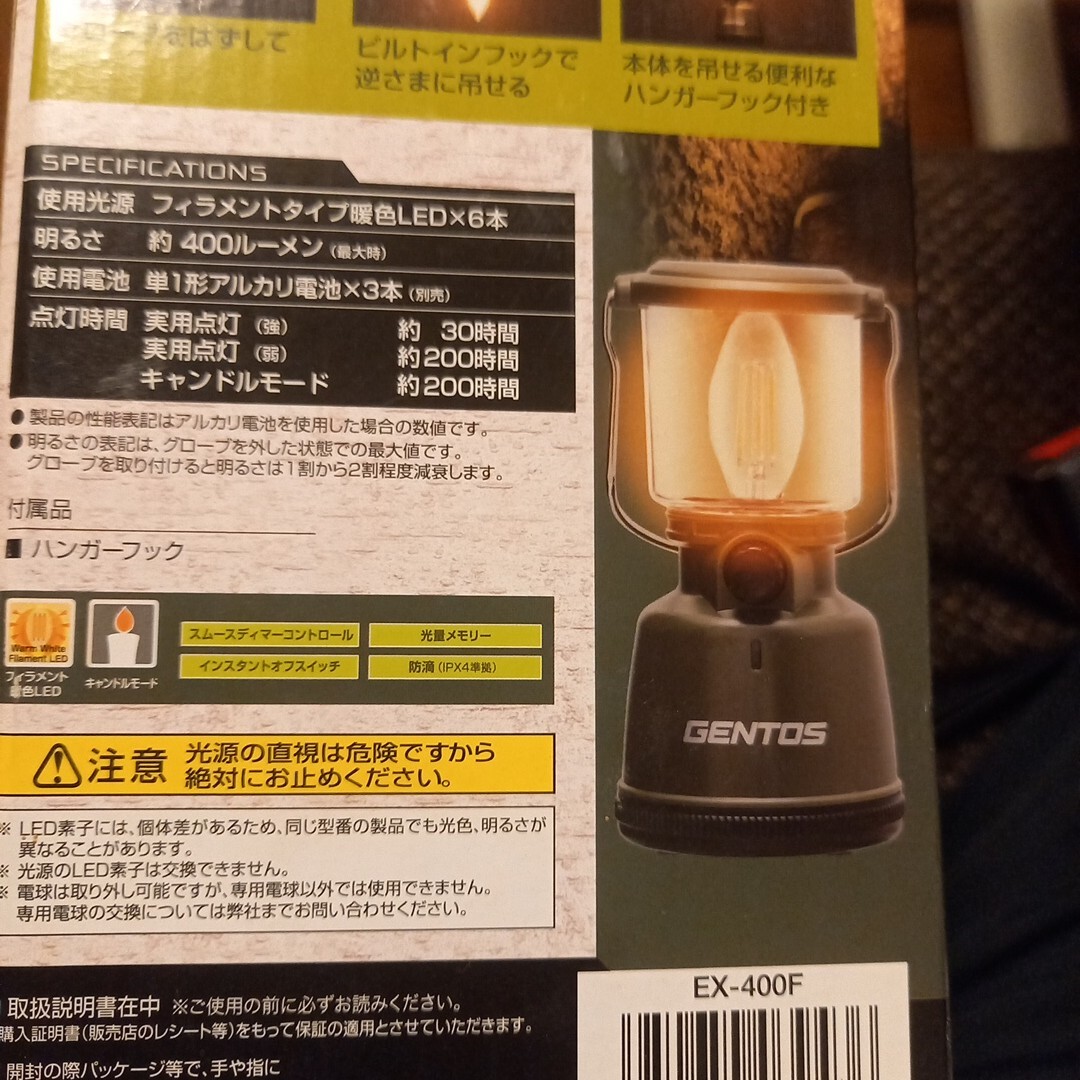 をはずして
ビルトインフックで
逆さまに吊せる
本体を吊せる便利な
ハンガーフック付き
SPECIFICATIONS
使用光源 フィラメントタイプ暖色LED×6本
明るさ 約 400ルーメン(最大時)
使用電池 単1形アルカリ電池×3本(別売)
点灯時間 実用点灯(強) 約 30時間
実用点灯(弱) 約200時間
キャンドルモード 約200時間
●製品の性能表記はアルカリ電池を使用した場合の数値です。
●明るさの表記は、グローブを外した状態での最大値です。
グローブを取り付けると明るさは1割から2割程度減衰します。
付属品
■ハンガーフック
Warm White
Filament LED
フィラメント
暖色LED
キャンドルモード
スムースディマーコントロール
光量メモリー
インスタントオフスイッチ
防滴(IPX4準拠)
GENTOS
注意 光源の直視は危険ですから
絶対にお止めください。
※ LED素子には、個体差があるため、同じ型番の製品でも光色、明るさが
異なることがあります。
※ 光源のLED素子は交換できません。
※ 電球は取り外し可能ですが、専用電球以外では使用できません。
専用電球の交換については弊社までお問い合わせください。
取扱説明書在中 ※ご使用の前に必ずお読みください。
購入証明書(販売店のレシート等)をもって保証の適用とさせていただきます。
開封の際パッケージ等で、手や指に
EX-400F